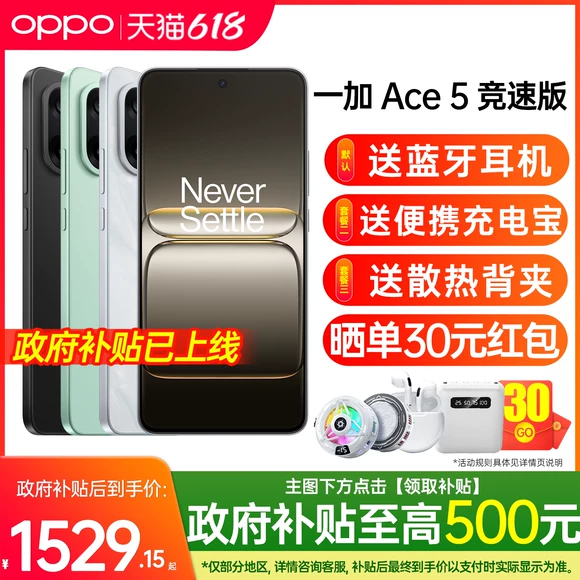 OPPO 天猫618
一加 Ace 5 竞速版
Never
Settle
默认 送蓝牙耳机
套餐二 送便携充电宝
套餐三 送散热背夹
晒单30元红包
政府补贴已上线
30
GO
*活动规则具体见详情页说明
政府补贴后到手价:
¥1529.15起
主图下方点击【领取补贴】
政府补贴至高500元
*仅部分地区,详情咨询客服,补贴后最终到手价以支付时实际显示为准。